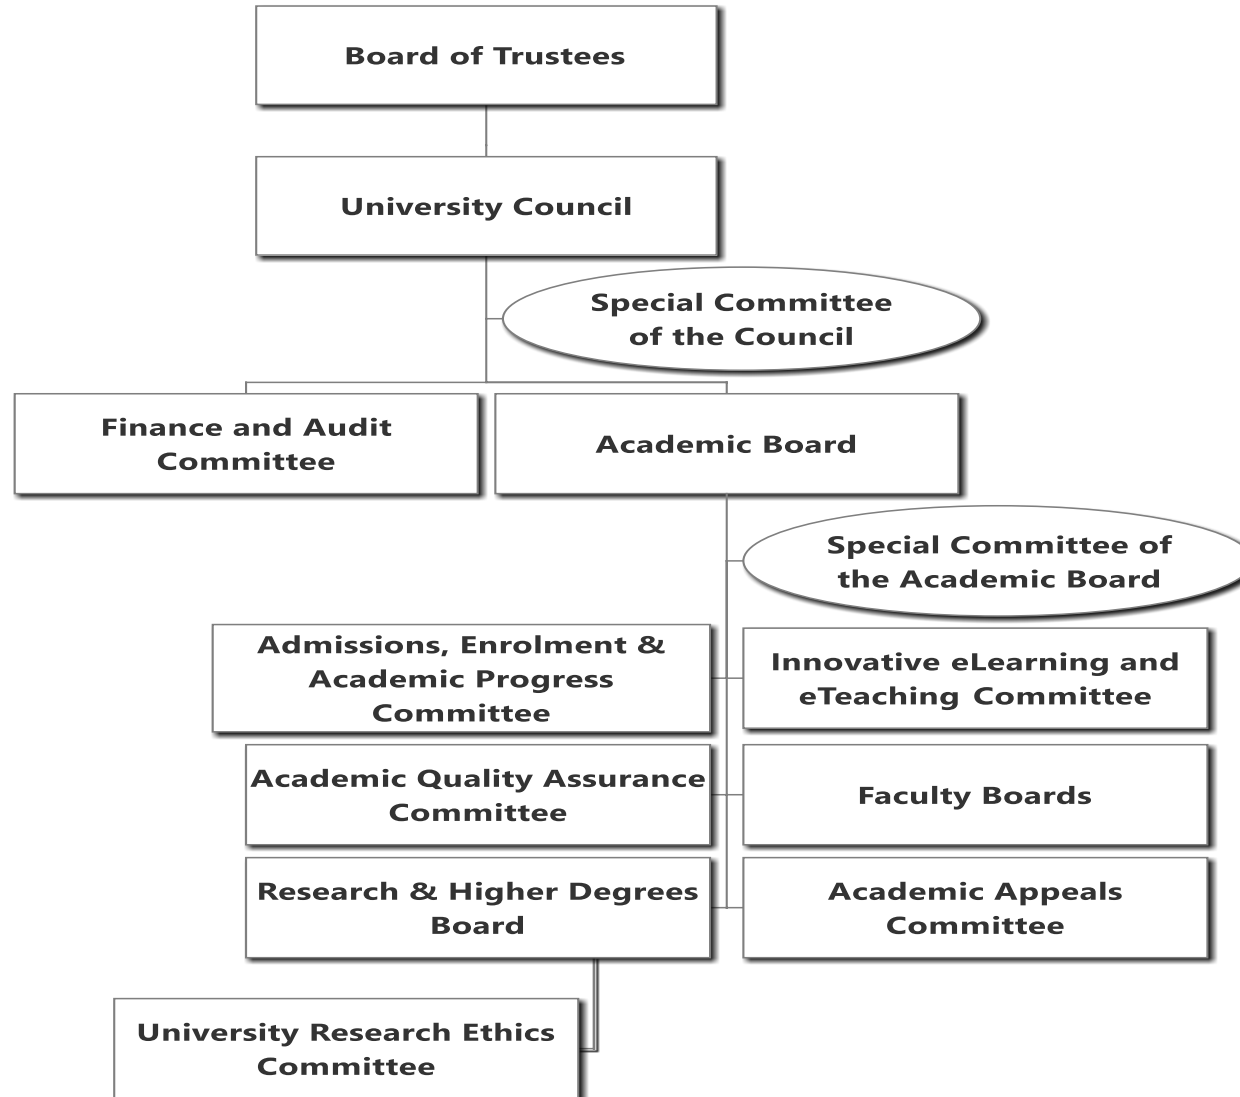 Board of Trustees
University Council
Special Committee
of the Council
Finance and Audit
Committee
Academic Board
Special Committee of
the Academic Board
Admissions, Enrolment &
Academic Progress
Committee
Innovative eLearning and
eTeaching Committee
Academic Quality Assurance
Committee
Faculty Boards
Research & Higher Degrees
Board
Academic Appeals
Committee
University Research Ethics
Committee